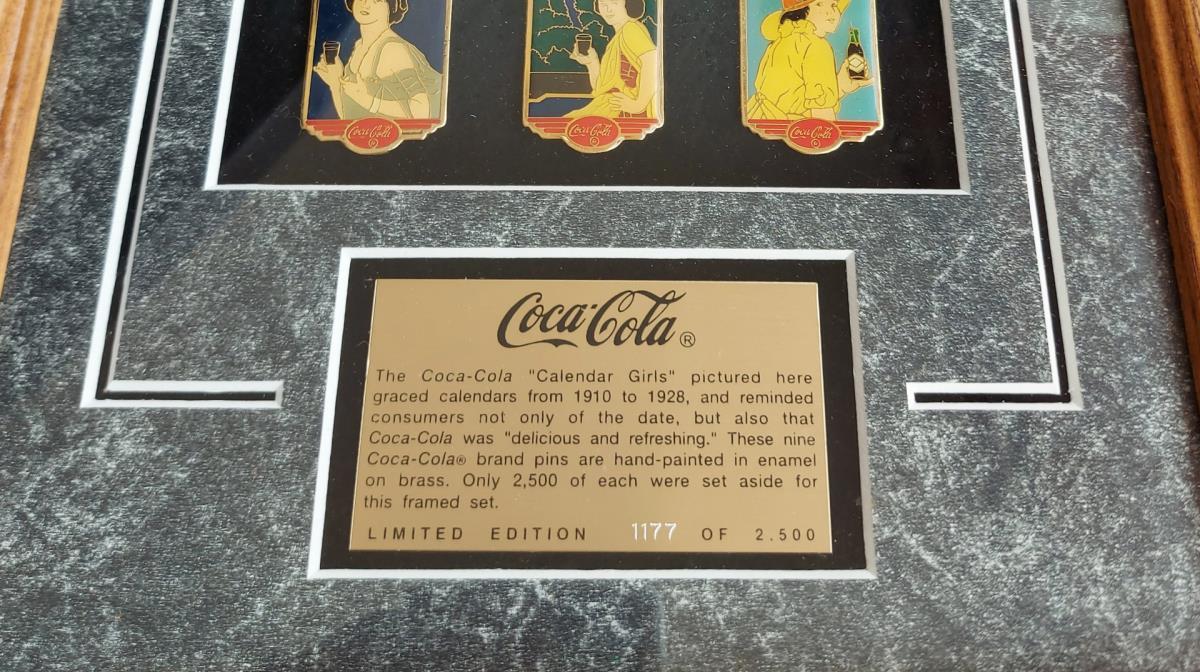 Coca-Cola
Coca-Cola
Coca-Cola
Coca-Cola ®
The Coca-Cola "Calendar Girls" pictured here
graced calendars from 1910 to 1928, and reminded
consumers not only of the date, but also that
Coca-Cola was "delicious and refreshing." These nine
Coca-Cola® brand pins are hand-painted in enamel
on brass. Only 2,500 of each were set aside for
this framed set.
LIMITED EDITION 1177 OF 2.500